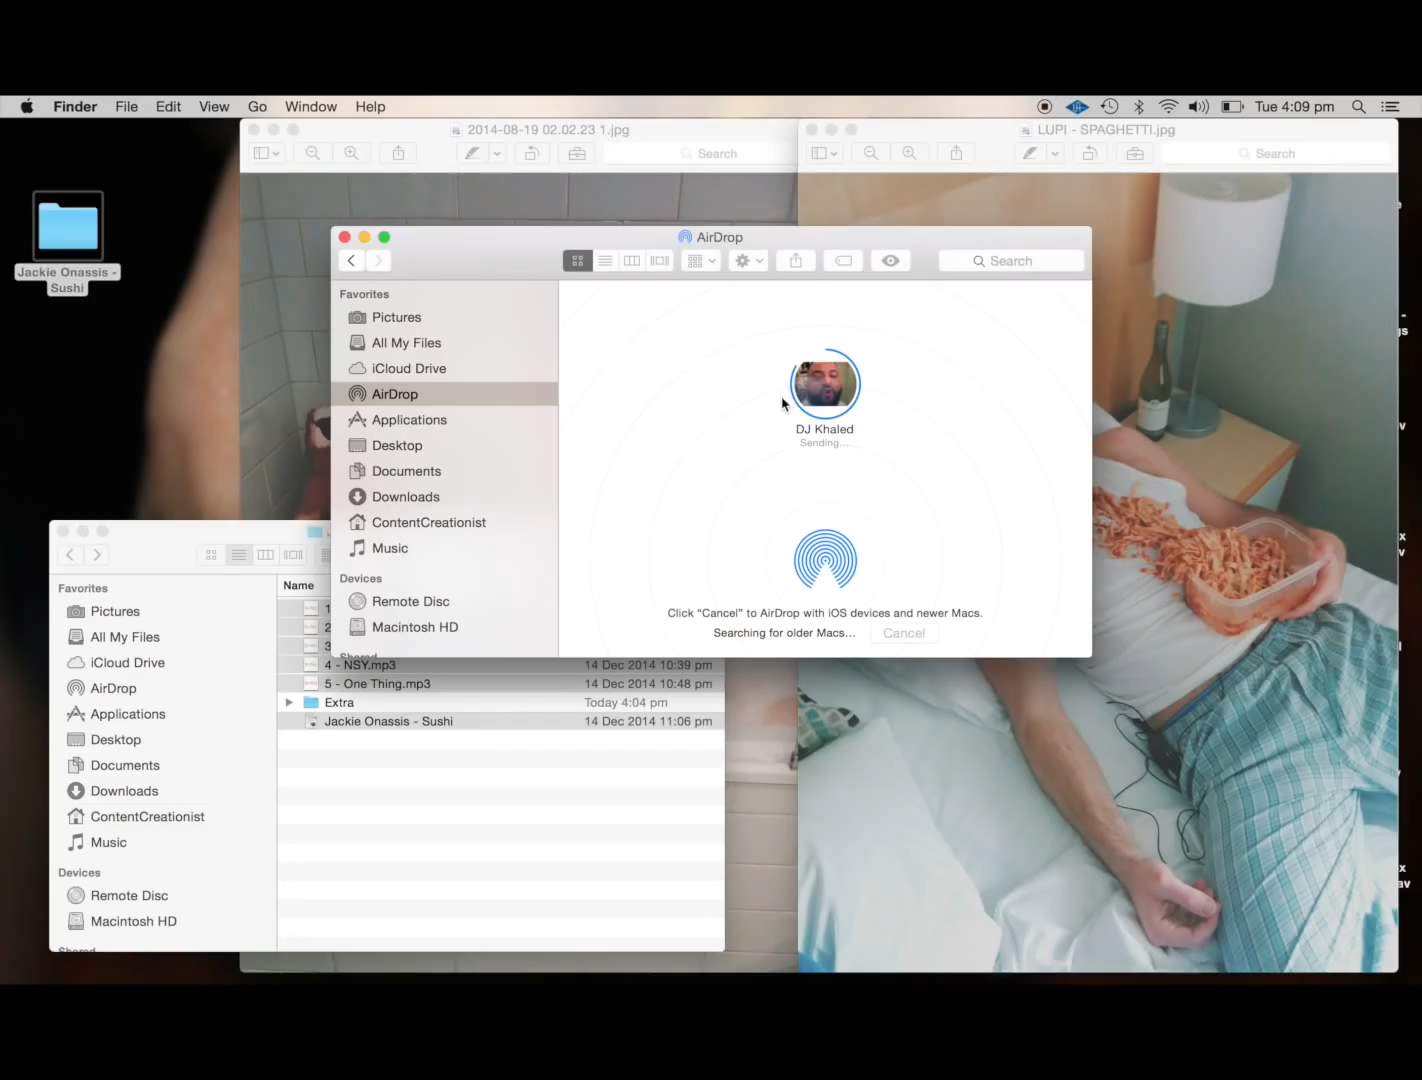 Finder File Edit View Go Window Help Tue 4:09 pm
2014-08-19 02.02.23 1.jpg
Search
LUPI - SPAGHETTI.jpg
Search
Jackie Onassis -
Sushi
AirDrop
Search
Favorites
Pictures
All My Files
iCloud Drive
AirDrop
Applications
Desktop
Documents
Downloads
ContentCreationist
Music
Devices
Remote Disc
Macintosh HD
Shared
DJ Khaled
Sending...
Click “Cancel” to AirDrop with iOS devices and newer Macs.
Searching for older Macs... Cancel
Favorites
Pictures
All My Files
iCloud Drive
AirDrop
Applications
Desktop
Documents
Downloads
ContentCreationist
Music
Devices
Remote Disc
Macintosh HD
Shared
Name
1
2
3
4 - NSY.mp3 14 Dec 2014 10:39 pm
5 - One Thing.mp3 14 Dec 2014 10:48 pm
Extra Today 4:04 pm
Jackie Onassis - Sushi 14 Dec 2014 11:06 pm